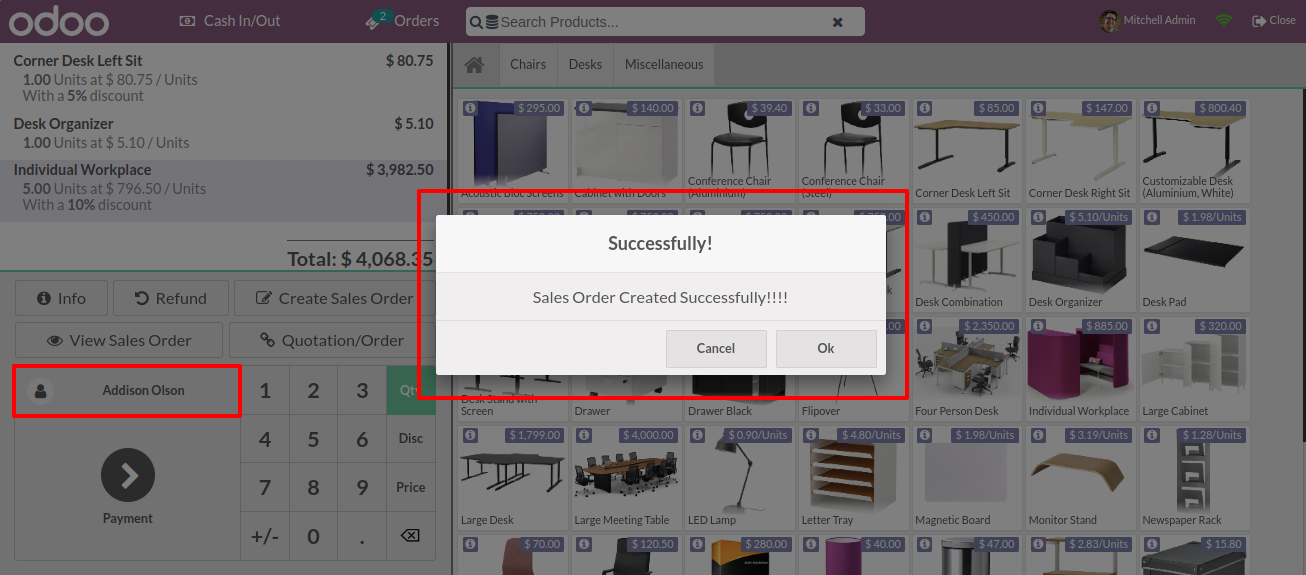 odoo
Cash In/Out
2
Orders
Search Products...
Mitchell Admin
Close
Corner Desk Left Sit $ 80.75
1.00 Units at $ 80.75 / Units
With a 5% discount
Desk Organizer $ 5.10
1.00 Units at $ 5.10 / Units
Individual Workplace $ 3,982.50
5.00 Units at $ 796.50 / Units
With a 10% discount
Total: $ 4,068.35
Info
Refund
Create Sales Order
View Sales Order
Quotation/Order
Addison Olson
Payment
1 2 3 Qty
4 5 6 Disc
7 8 9 Price
+/- 0 .
Chairs
Desks
Miscellaneous
$ 295.00
Acoustic Bloc Screens
$ 140.00
Cabinet with Doors
$ 39.40
Conference Chair
(Aluminium)
$ 33.00
Conference Chair
(Steel)
$ 85.00
Corner Desk Left Sit
$ 147.00
Corner Desk Right Sit
$ 800.40
Customizable Desk
(Aluminium, White)
$ 450.00
Desk Combination
$ 5.10/Units
Desk Organizer
$ 1.98/Units
Desk Pad
Successfully!
Sales Order Created Successfully!!!!
Cancel
Ok
Desk Stand with
Screen
Drawer
Drawer Black
Flipover
$ 2,350.00
Four Person Desk
$ 885.00
Individual Workplace
$ 320.00
Large Cabinet
$ 1,799.00
Large Desk
$ 4,000.00
Large Meeting Table
$ 0.90/Units
LED Lamp
$ 4.80/Units
Letter Tray
$ 1.98/Units
Magnetic Board
$ 3.19/Units
Monitor Stand
$ 1.28/Units
Newspaper Rack
$ 70.00
$ 120.50
$ 280.00
$ 40.00
$ 47.00
$ 2.83/Units
$ 15.80